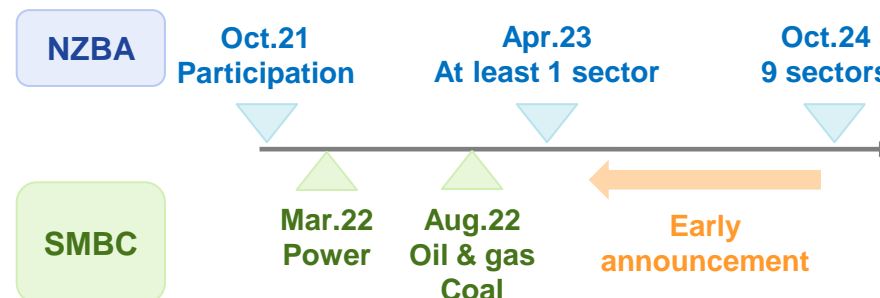 NZBA
Oct.21
Participation
Apr.23
At least 1 sector
Oct.24
9 sectors
SMBC
Mar.22
Power
Aug.22
Oil & gas
Coal
Early
announcement